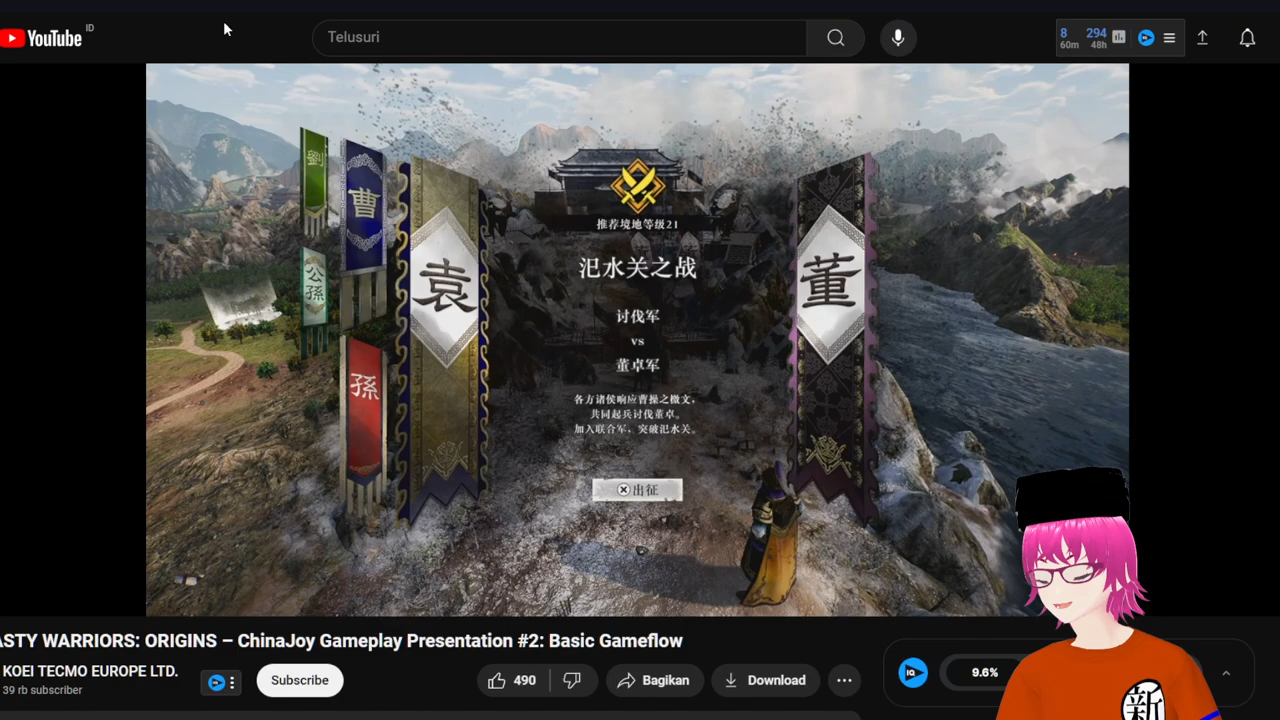 YouTube ID
Telusuri
8 294
60m 48h
劉
曹
袁
公孫
孫
董
推荐境地等级21
汜水关之战
讨伐军
vs
董卓军
各方诸侯响应曹操之檄文，
共同起兵讨伐董卓。
加入联合军，突破汜水关。
出征
ASTY WARRIORS: ORIGINS – ChinaJoy Gameplay Presentation #2: Basic Gameflow
KOEI TECMO EUROPE LTD.
39 rb subscriber
Subscribe
490
Bagikan
Download
IQ
9.6%
新